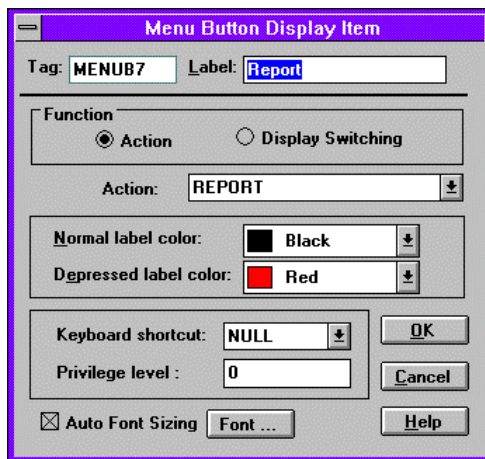 Menu Button Display Item
Tag: MENUB7 Label: Report
Function
Action Display Switching
Action: REPORT
Normal label color: Black
Depressed label color: Red
Keyboard shortcut: NULL OK
Privilege level : 0 Cancel
Auto Font Sizing Font ... Help